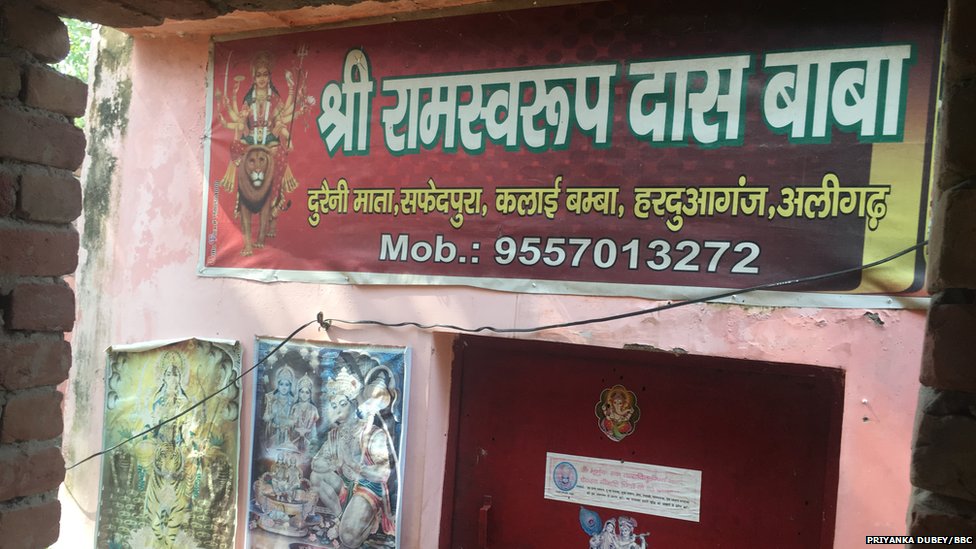 श्री रामस्वरूप दास बाबा
दुरैनी माता,सफेदपुरा, कलाई बम्बा, हरदुआगंज,अलीगढ़
Mob.: 9557013272
PRIYANKA DUBEY/BBC